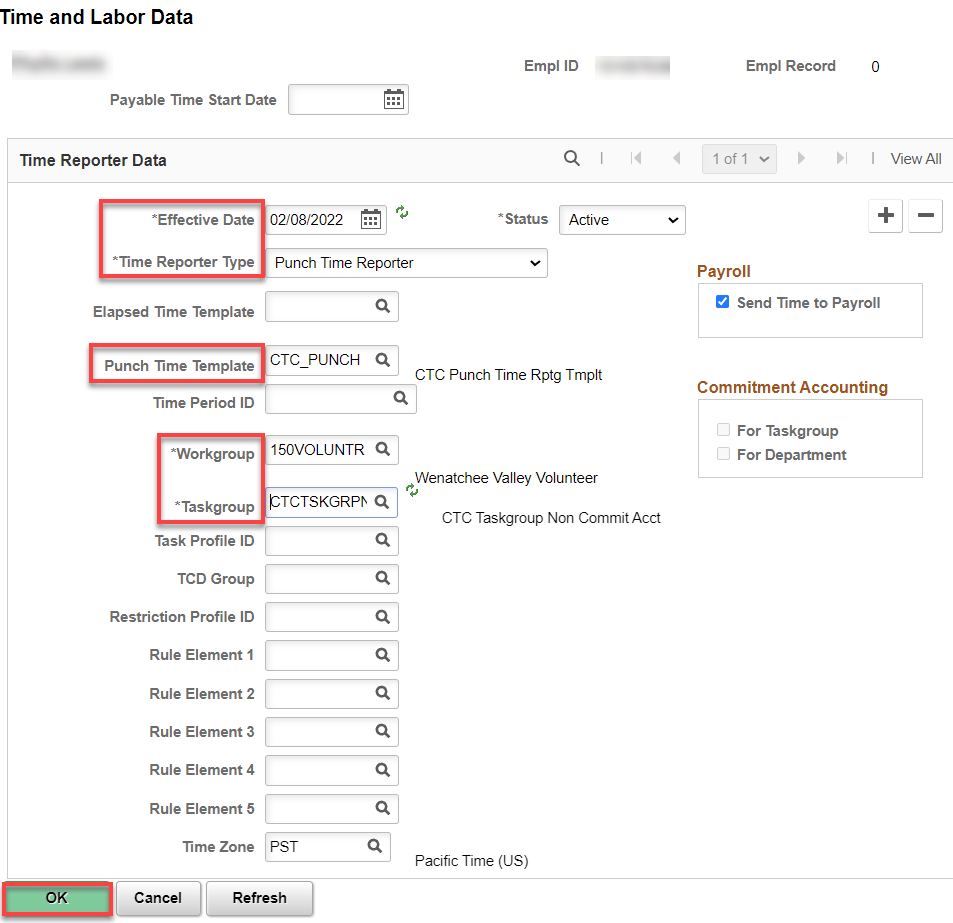 Time and Labor Data
Empl ID
Empl Record 0
Payable Time Start Date
Time Reporter Data
1 of 1
View All
*Effective Date 02/08/2022
*Status Active
*Time Reporter Type Punch Time Reporter
Payroll
Send Time to Payroll
Elapsed Time Template
Punch Time Template CTC_PUNCH
CTC Punch Time Rptg Tmplt
Commitment Accounting
Time Period ID
For Taskgroup
*Workgroup 150VOLUNTR
For Department
Wenatchee Valley Volunteer
*Taskgroup CTCTSKGRPN
CTC Taskgroup Non Commit Acct
Task Profile ID
TCD Group
Restriction Profile ID
Rule Element 1
Rule Element 2
Rule Element 3
Rule Element 4
Rule Element 5
Time Zone PST
Pacific Time (US)
OK
Cancel
Refresh